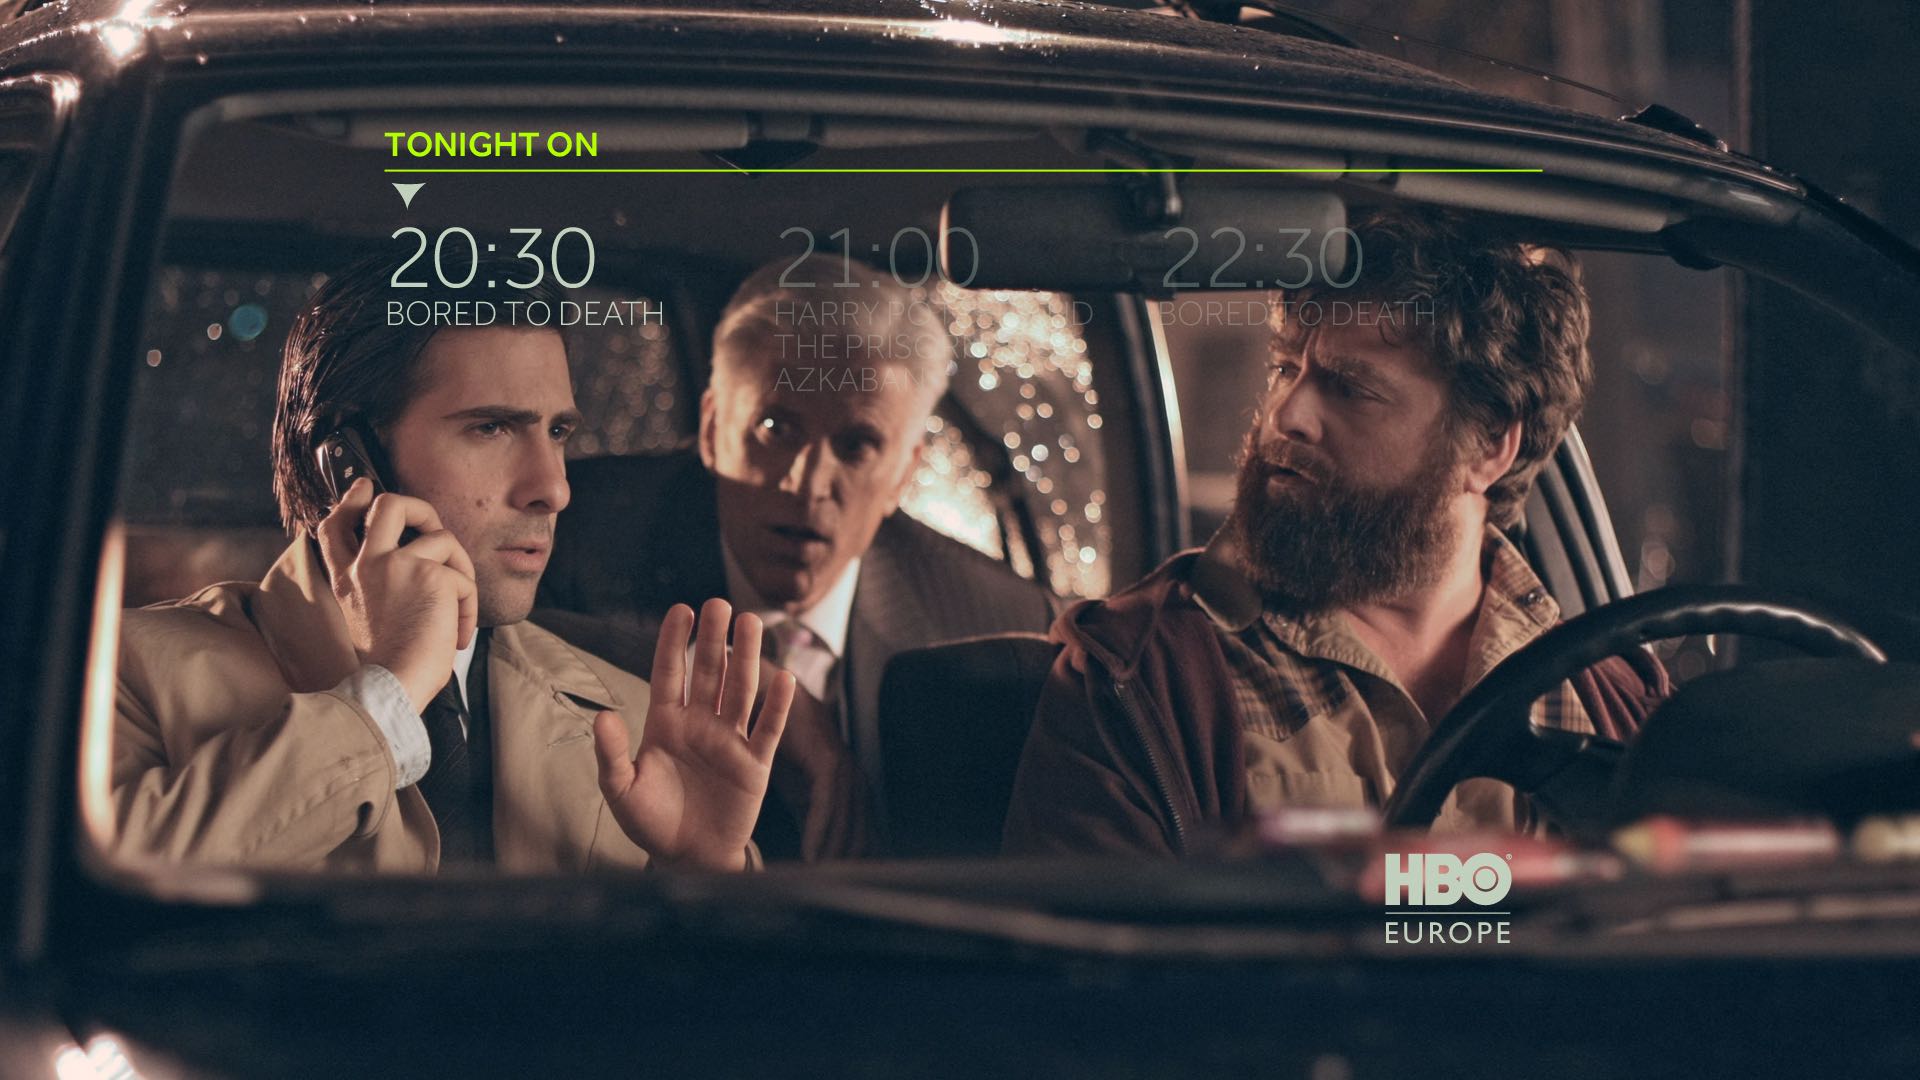 TONIGHT ON
20:30
BORED TO DEATH
21:00
HARRY POTTER AND
THE PRISONER
AZKABAN
22:30
BORED TO DEATH
HBO®
EUROPE